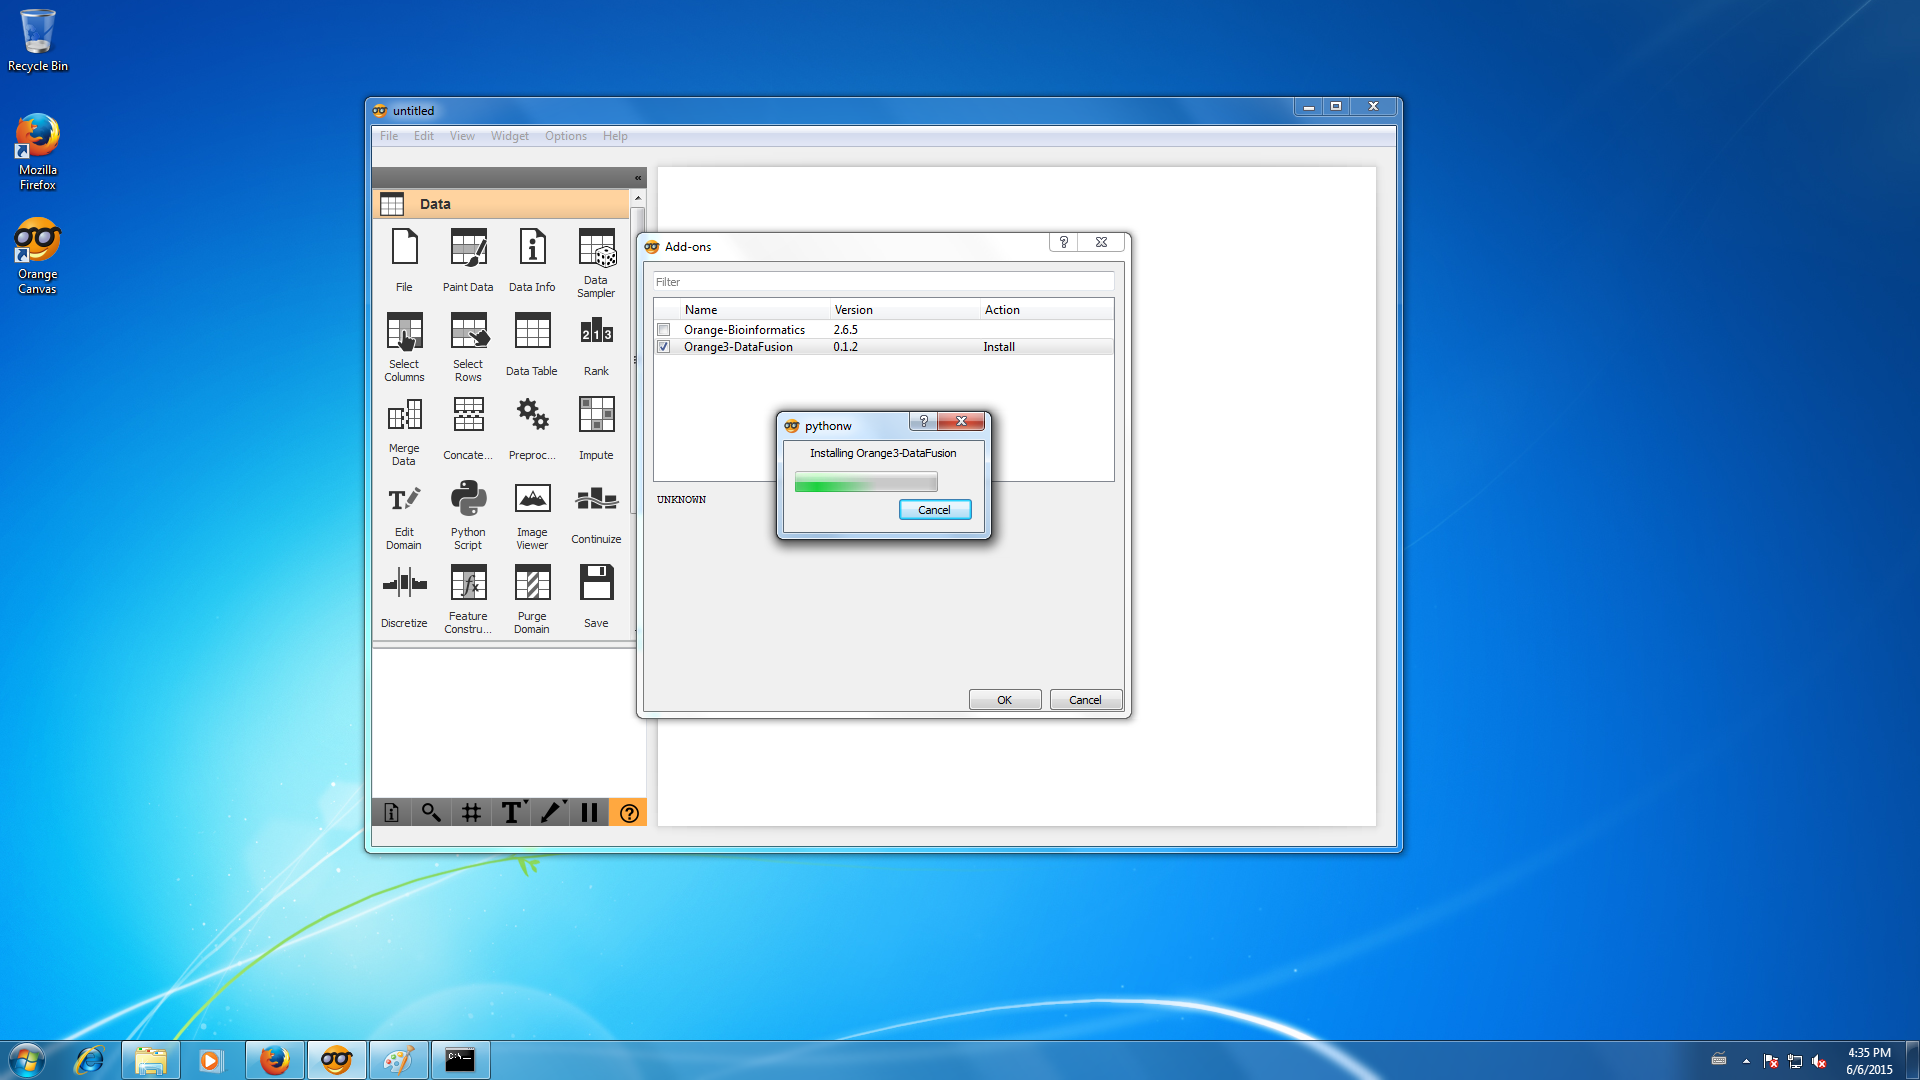 Recycle Bin
Mozilla
Firefox
Orange
Canvas
untitled
File Edit View Widget Options Help
Data
File Paint Data Data Info Data
Sampler
Select
Columns
Select
Rows
Data Table Rank
Merge
Data
Concate... Preproc... Impute
Edit
Domain
Python
Script
Image
Viewer
Continuize
Discretize
Feature
Constru...
Purge
Domain
Save
Add-ons
Filter
Name Version Action
Orange-Bioinformatics 2.6.5
Orange3-DataFusion 0.1.2 Install
UNKNOWN
pythonw
Installing Orange3-DataFusion
Cancel
OK Cancel
4:35 PM
6/6/2015